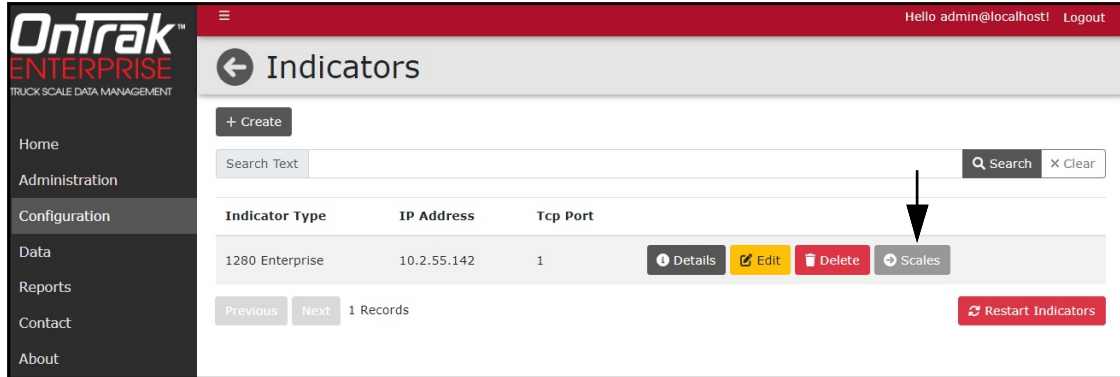 OnTrak™
ENTERPRISE
TRUCK SCALE DATA MANAGEMENT
Home
Administration
Configuration
Data
Reports
Contact
About
Hello admin@localhost! Logout
Indicators
+ Create
Search Text Search × Clear
Indicator Type IP Address Tcp Port
1280 Enterprise 10.2.55.142 1 Details Edit Delete Scales
Previous Next 1 Records Restart Indicators